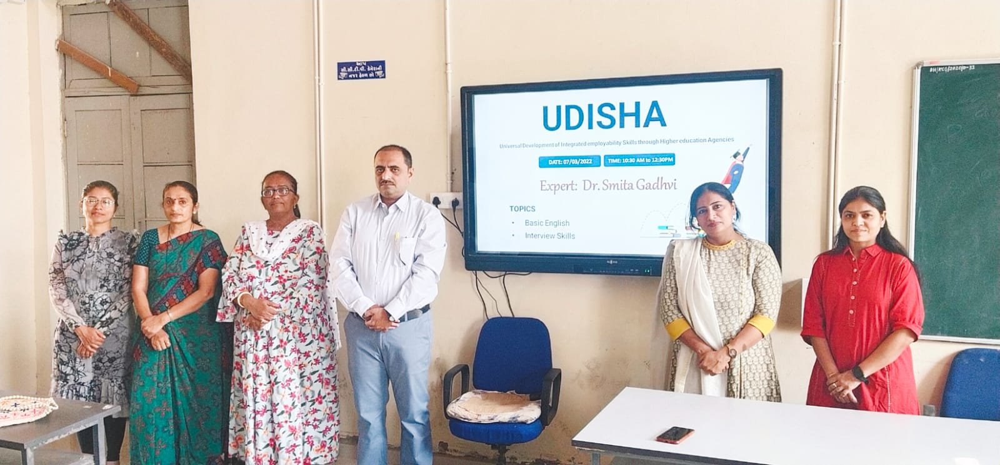 આપ
સી.સી.ટી.વી. કેમેરાની
નજર હેઠળ છો
UDISHA
Universal Development of Integrated employability Skills through Higher education Agencies
DATE: 07/03/2022
TIME: 10:30 AM to 12:30PM
Expert: Dr. Smita Gadhvi
TOPICS
• Basic English
• Interview Skills